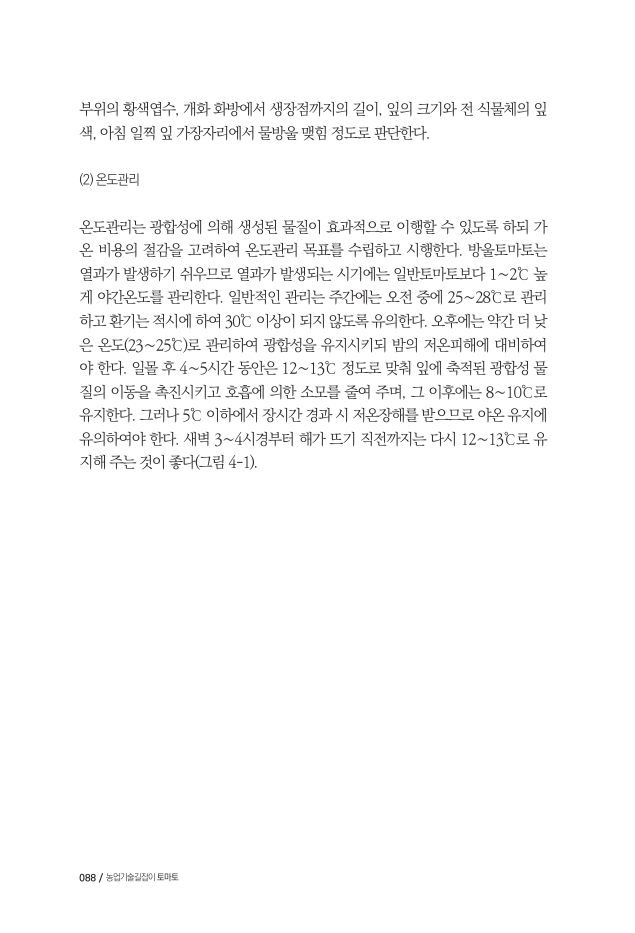 부위의 황색엽수, 개화 화방에서 생장점까지의 길이, 잎의 크기와 전 식물체의 잎
색, 아침 일찍 잎 가장자리에서 물방울 맺힘 정도로 판단한다.
(2) 온도관리
온도관리는 광합성에 의해 생성된 물질이 효과적으로 이행할 수 있도록 하되 가
온 비용의 절감을 고려하여 온도관리 목표를 수립하고 시행한다. 방울토마토는
열과가 발생하기 쉬우므로 열과가 발생되는 시기에는 일반토마토보다 1~2℃ 높
게 야간온도를 관리한다. 일반적인 관리는 주간에는 오전 중에 25~28℃로 관리
하고 환기는 적시에 하여 30℃ 이상이 되지 않도록 유의한다. 오후에는 약간 더 낮
은 온도(23~25℃)로 관리하여 광합성을 유지시키되 밤의 저온피해에 대비하여
야 한다. 일몰 후 4~5시간 동안은 12~13℃ 정도로 맞춰 잎에 축적된 광합성 물
질의 이동을 촉진시키고 호흡에 의한 소모를 줄여 주며, 그 이후에는 8~10℃로
유지한다. 그러나 5℃ 이하에서 장시간 경과 시 저온장해를 받으므로 야온 유지에
유의하여야 한다. 새벽 3~4시경부터 해가 뜨기 직전까지는 다시 12~13℃로 유
지해 주는 것이 좋다(그림 4-1).
088 / 농업기술길잡이 토마토